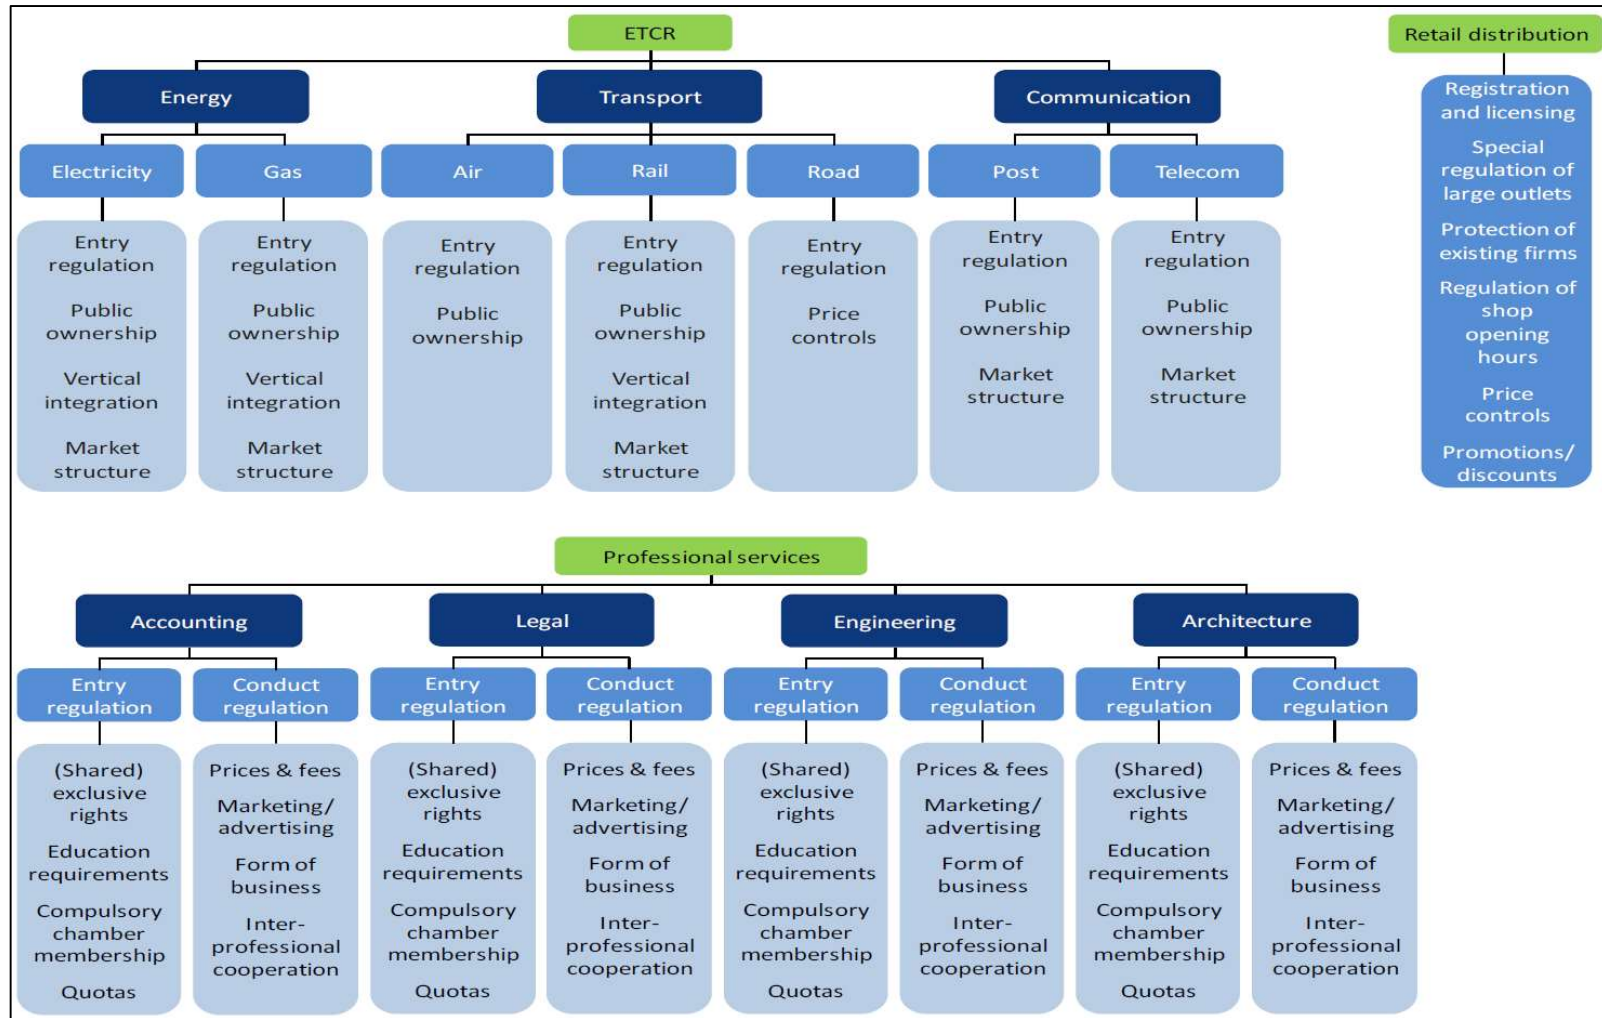 ETCR
Energy
Transport
Communication
Electricity
Gas
Air
Rail
Road
Post
Telecom
Entry
regulation
Public
ownership
Vertical
integration
Market
structure
Entry
regulation
Public
ownership
Vertical
integration
Market
structure
Entry
regulation
Public
ownership
Entry
regulation
Public
ownership
Vertical
integration
Market
structure
Entry
regulation
Price
controls
Entry
regulation
Public
ownership
Market
structure
Entry
regulation
Public
ownership
Market
structure
Retail distribution
Registration
and licensing
Special
regulation of
large outlets
Protection of
existing firms
Regulation of
shop
opening
hours
Price
controls
Promotions/
discounts
Professional services
Accounting
Legal
Engineering
Architecture
Entry
regulation
Conduct
regulation
Entry
regulation
Conduct
regulation
Entry
regulation
Conduct
regulation
Entry
regulation
Conduct
regulation
(Shared)
exclusive
rights
Education
requirements
Compulsory
chamber
membership
Quotas
Prices & fees
Marketing/
advertising
Form of
business
Inter-
professional
cooperation
(Shared)
exclusive
rights
Education
requirements
Compulsory
chamber
membership
Quotas
Prices & fees
Marketing/
advertising
Form of
business
Inter-
professional
cooperation
(Shared)
exclusive
rights
Education
requirements
Compulsory
chamber
membership
Quotas
Prices & fees
Marketing/
advertising
Form of
business
Inter-
professional
cooperation
(Shared)
exclusive
rights
Education
requirements
Compulsory
chamber
membership
Quotas
Prices & fees
Marketing/
advertising
Form of
business
Inter-
professional
cooperation